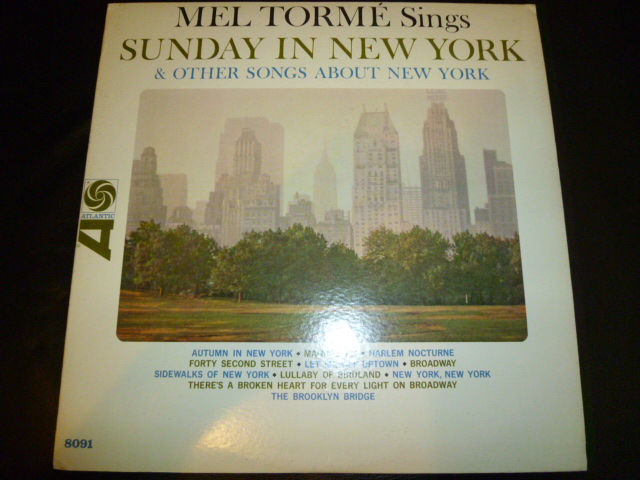 MEL TORMÉ Sings
SUNDAY IN NEW YORK
& OTHER SONGS ABOUT NEW YORK
ATLANTIC
AUTUMN IN NEW YORK • • HARLEM NOCTURNE
FORTY SECOND STREET • UPTOWN • BROADWAY
SIDEWALKS OF NEW YORK • LULLABY OF BIRDLAND • NEW YORK, NEW YORK
THERE'S A BROKEN HEART FOR EVERY LIGHT ON BROADWAY
THE BROOKLYN BRIDGE
8091